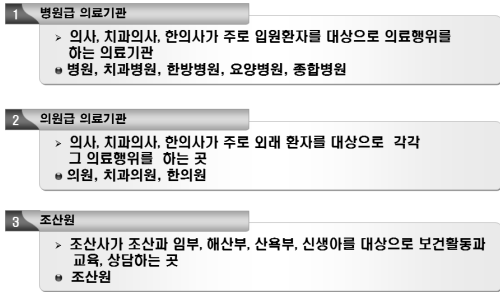 1 병원급 의료기관
➢ 의사, 치과의사, 한의사가 주로 입원환자를 대상으로 의료행위를
하는 의료기관
병원, 치과병원, 한방병원, 요양병원, 종합병원
2 의원급 의료기관
➢ 의사, 치과의사, 한의사가 주로 외래 환자를 대상으로 각각
그 의료행위를 하는 곳
의원, 치과의원, 한의원
3 조산원
➢ 조산사가 조산과 임부, 해산부, 산욕부, 신생아를 대상으로 보건활동과
교육, 상담하는 곳
조산원